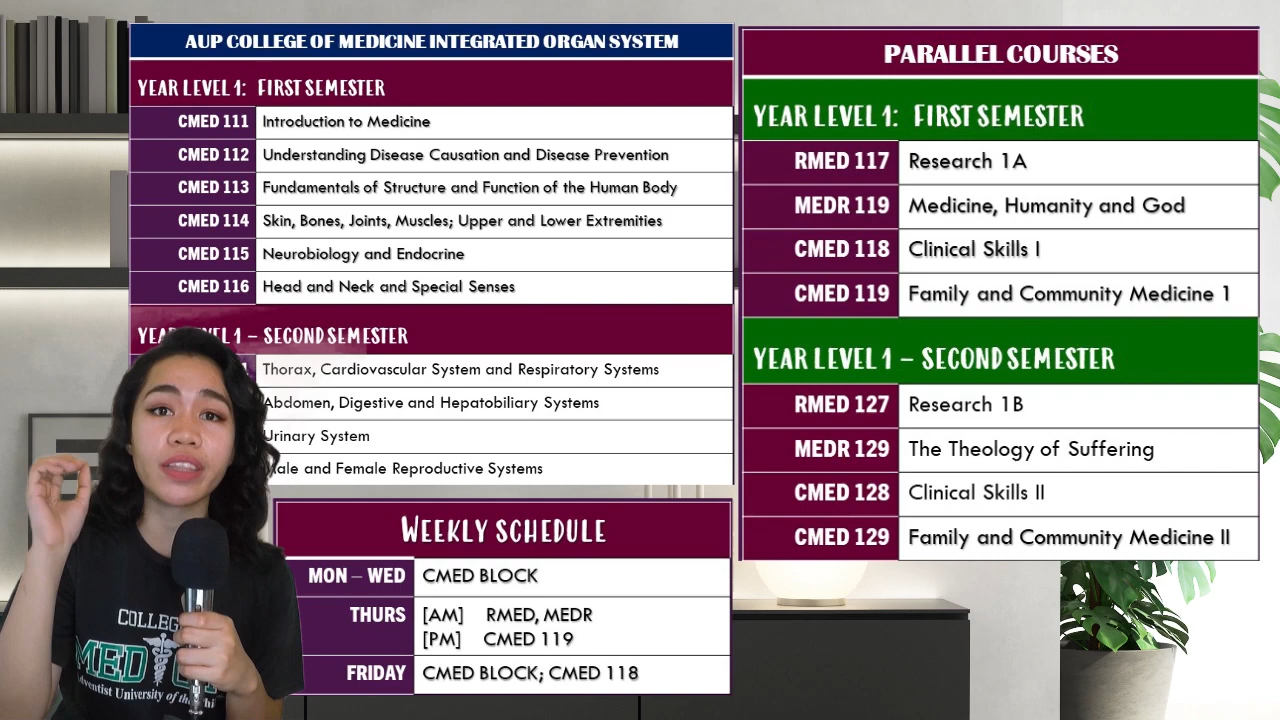 AUP COLLEGE OF MEDICINE INTEGRATED ORGAN SYSTEM
YEAR LEVEL 1: FIRST SEMESTER
CMED 111 Introduction to Medicine
CMED 112 Understanding Disease Causation and Disease Prevention
CMED 113 Fundamentals of Structure and Function of the Human Body
CMED 114 Skin, Bones, Joints, Muscles; Upper and Lower Extremities
CMED 115 Neurobiology and Endocrine
CMED 116 Head and Neck and Special Senses
1 – SECOND SEMESTER
Thorax, Cardiovascular System and Respiratory Systems
Abdomen, Digestive and Hepatobiliary Systems
Urinary System
and Female Reproductive Systems
WEEKLY SCHEDULE
MON – WED CMED BLOCK
THURS [AM] RMED, MEDR
[PM] CMED 119
FRIDAY CMED BLOCK; CMED 118
PARALLEL COURSES
YEAR LEVEL 1: FIRST SEMESTER
RMED 117 Research 1A
MEDR 119 Medicine, Humanity and God
CMED 118 Clinical Skills I
CMED 119 Family and Community Medicine 1
YEAR LEVEL 1 – SECOND SEMESTER
RMED 127 Research 1B
MEDR 129 The Theology of Suffering
CMED 128 Clinical Skills II
CMED 129 Family and Community Medicine II
COLLEG
MED
dventist University of the